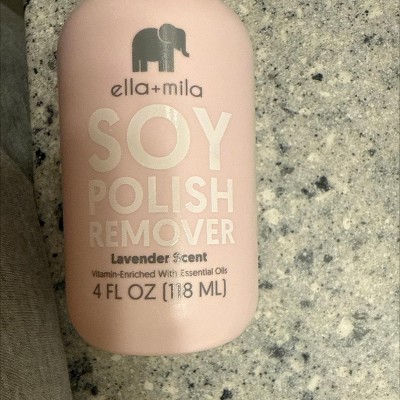 ella+mila
SOY
POLISH
REMOVER
Lavender Scent
Vitamin-Enriched With Essential Oils
4 FL OZ (118 ML)